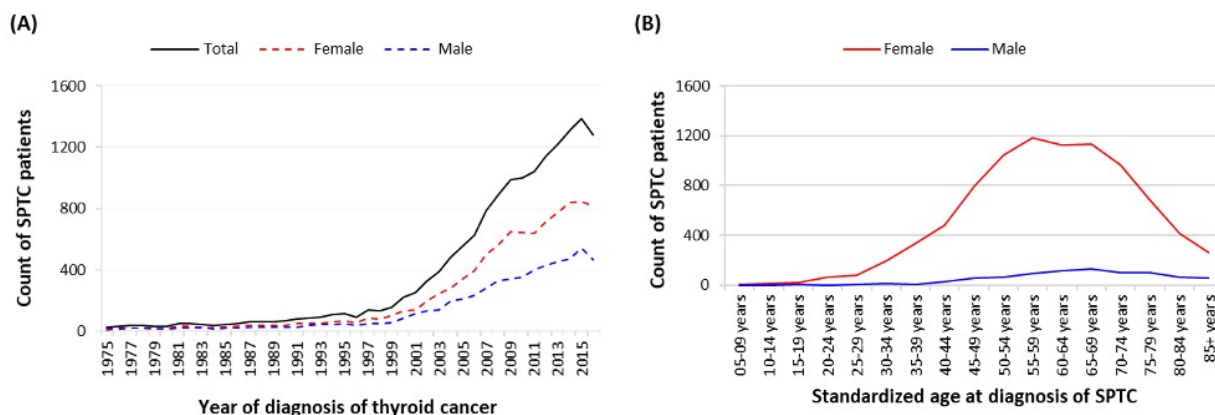 (A)
Total Female Male
Count of SPTC patients
1600
1200
800
400
0
1975
1977
1979
1981
1983
1985
1987
1989
1991
1993
1995
1997
1999
2001
2003
2005
2007
2009
2011
2013
2015
Year of diagnosis of thyroid cancer
(B)
Female Male
Count of SPTC patients
1600
1200
800
400
0
05-09 years
10-14 years
15-19 years
20-24 years
25-29 years
30-34 years
35-39 years
40-44 years
45-49 years
50-54 years
55-59 years
60-64 years
65-69 years
70-74 years
75-79 years
80-84 years
85+ years
Standardized age at diagnosis of SPTC